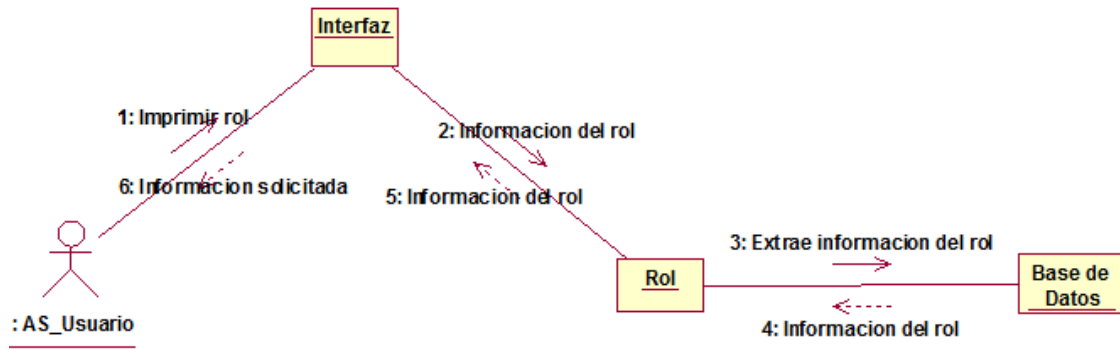 Interfaz
1: Imprimir rol
2: Informacion del rol
6: Informacion solicitada
5: Informacion del rol
3: Extrae informacion del rol
Rol
Base de
Datos
: AS_Usuario
4: Informacion del rol